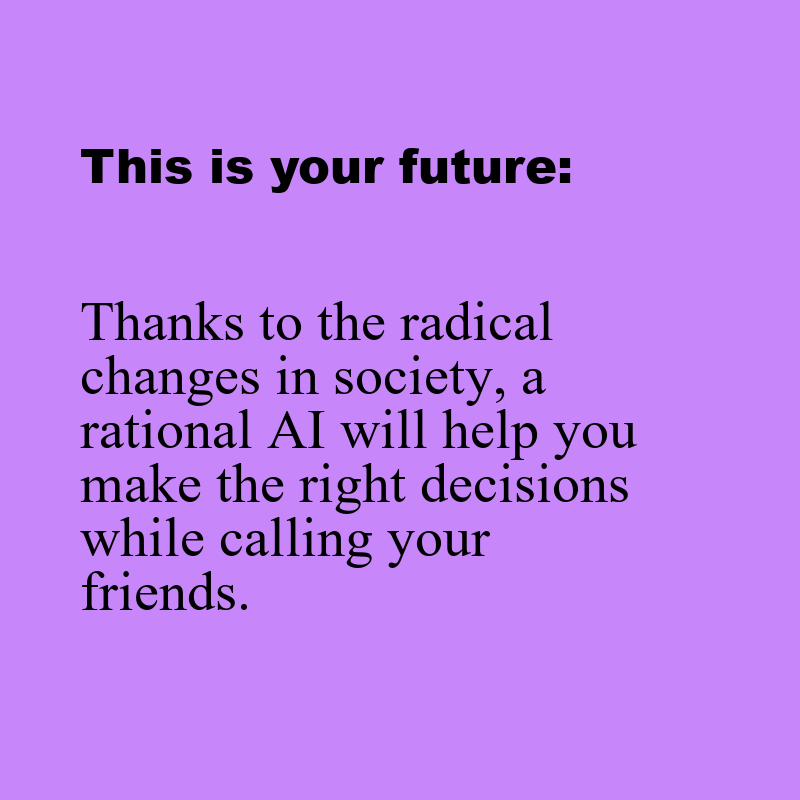 This is your future:
Thanks to the radical
changes in society, a
rational AI will help you
make the right decisions
while calling your
friends.